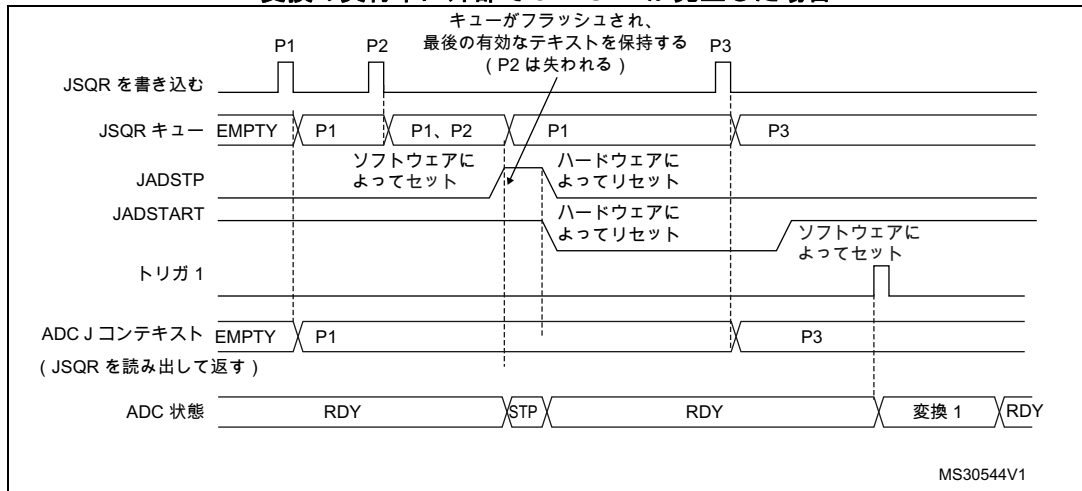 キューがフラッシュされ、
最後の有効なテキストを保持する
( P2 は失われる )
P1
P2
P3
JSQR を書き込む
JSQR キュー
EMPTY
P1
P1、P2
P1
P3
ソフトウェアに
よってセット
ハードウェアに
よってリセット
JADSTP
JADSTART
ハードウェアに
よってリセット
ソフトウェアに
よってセット
トリガ 1
ADC J コンテキスト
EMPTY
P1
P3
( JSQR を読み出して返す )
ADC 状態
RDY
STP
RDY
変換 1
RDY
MS30544V1